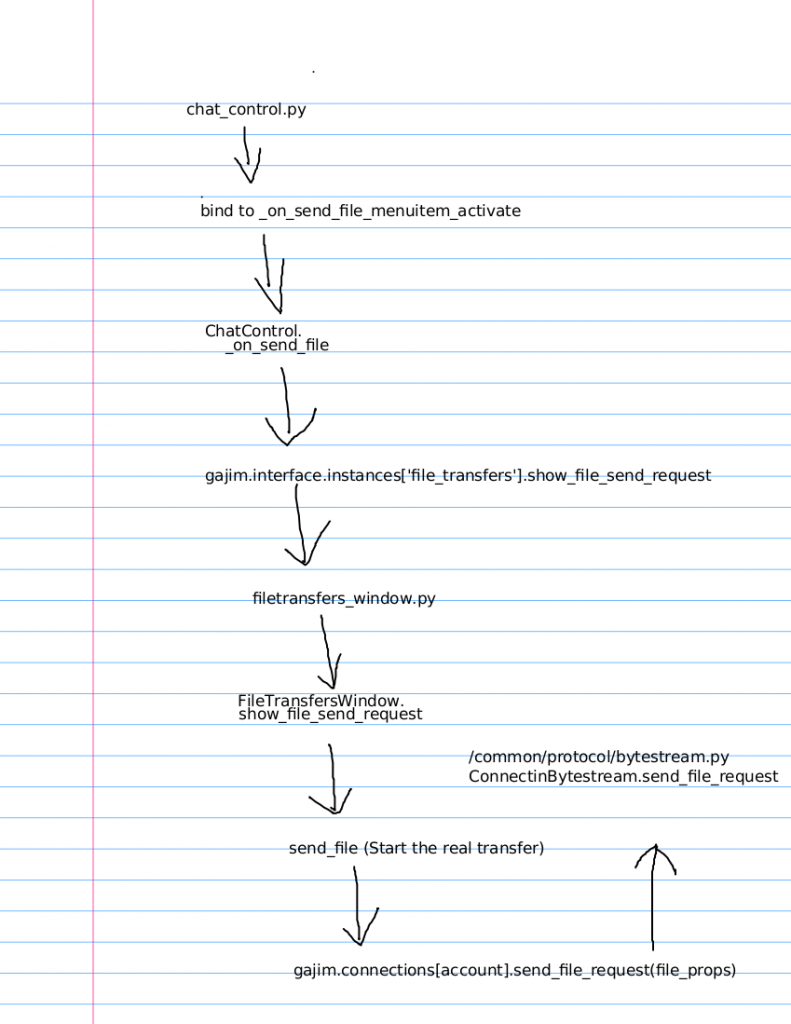 chat_control.py
bind to _on_send_file_menuitem_activate
ChatControl.
_on_send_file
gajim.interface.instances['file_transfers'].show_file_send_request
filetransfers_window.py
FileTransfersWindow.
show_file_send_request
/common/protocol/bytestream.py
ConnectinBytestream.send_file_request
send_file (Start the real transfer)
gajim.connections[account].send_file_request(file_props)